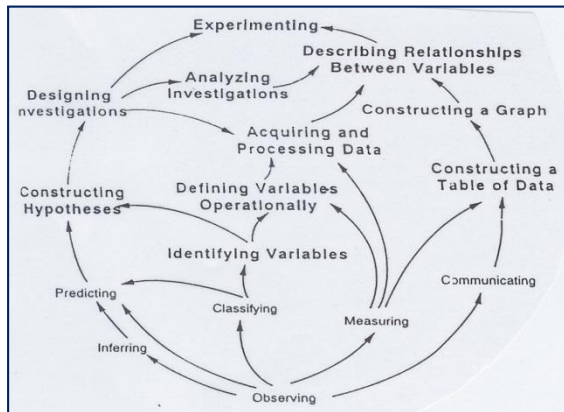 Experimenting
Describing Relationships
Between Variables
Analyzing
Investigations
Designing
nvestigations
Constructing a Graph
Acquiring and
Processing Data
Constructing a
Table of Data
Constructing
Hypotheses
Defining Variables
Operationally
Identifying Variables
Communicating
Predicting
Classifying
Measuring
Inferring
Observing